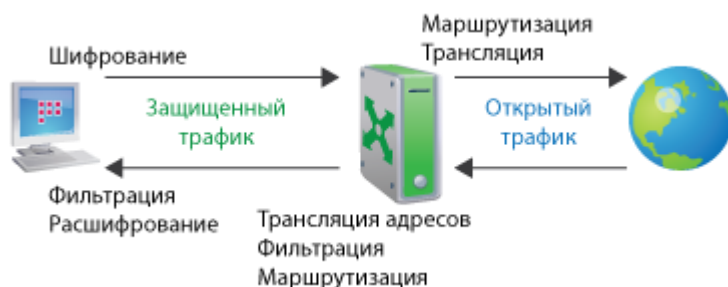 Маршрутизация
Трансляция
Шифрование
Защищенный
трафик
Открытый
трафик
Фильтрация
Расшифрование
Трансляция адресов
Фильтрация
Маршрутизация